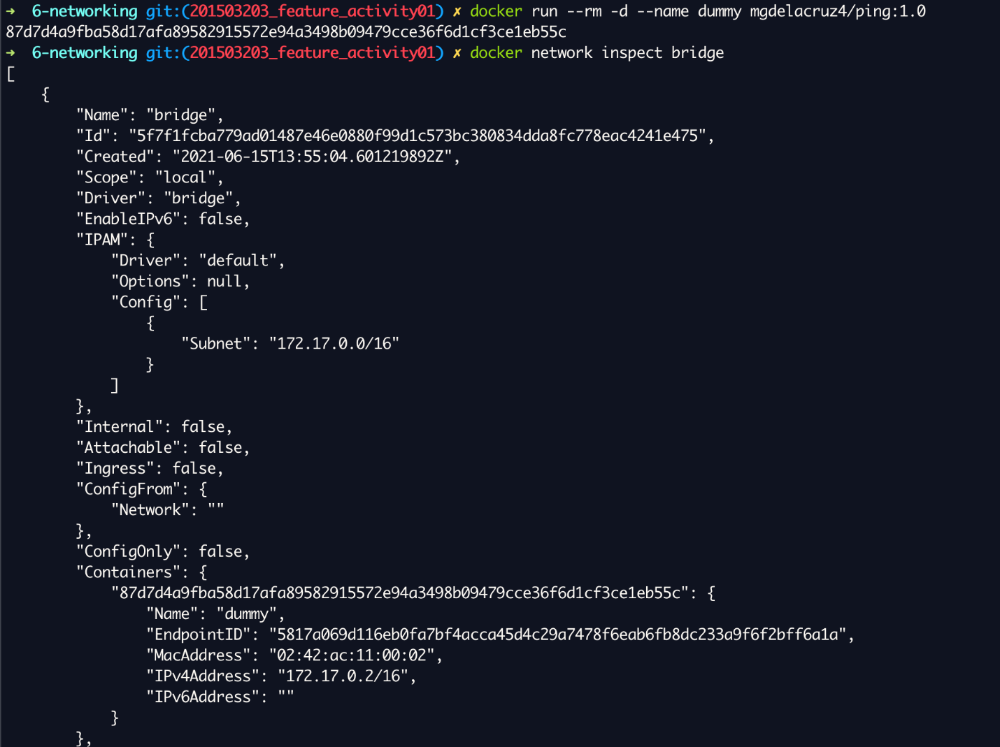 ➜  6-networking git:(201503203_feature_activity01) ✗ docker run --rm -d --name dummy mgdelacruz4/ping:1.0
87d7d4a9fba58d17afa89582915572e94a3498b09479cce36f6d1cf3ce1eb55c
➜  6-networking git:(201503203_feature_activity01) ✗ docker network inspect bridge
[
    {
        "Name": "bridge",
        "Id": "5f7f1fcba779ad01487e46e0880f99d1c573bc380834dda8fc778eac4241e475",
        "Created": "2021-06-15T13:55:04.601219892Z",
        "Scope": "local",
        "Driver": "bridge",
        "EnableIPv6": false,
        "IPAM": {
            "Driver": "default",
            "Options": null,
            "Config": [
                {
                    "Subnet": "172.17.0.0/16"
                }
            ]
        },
        "Internal": false,
        "Attachable": false,
        "Ingress": false,
        "ConfigFrom": {
            "Network": ""
        },
        "ConfigOnly": false,
        "Containers": {
            "87d7d4a9fba58d17afa89582915572e94a3498b09479cce36f6d1cf3ce1eb55c": {
                "Name": "dummy",
                "EndpointID": "5817a069d116eb0fa7bf4acca45d4c29a7478f6eab6fb8dc233a9f6f2bff6a1a",
                "MacAddress": "02:42:ac:11:00:02",
                "IPv4Address": "172.17.0.2/16",
                "IPv6Address": ""
            }
        },